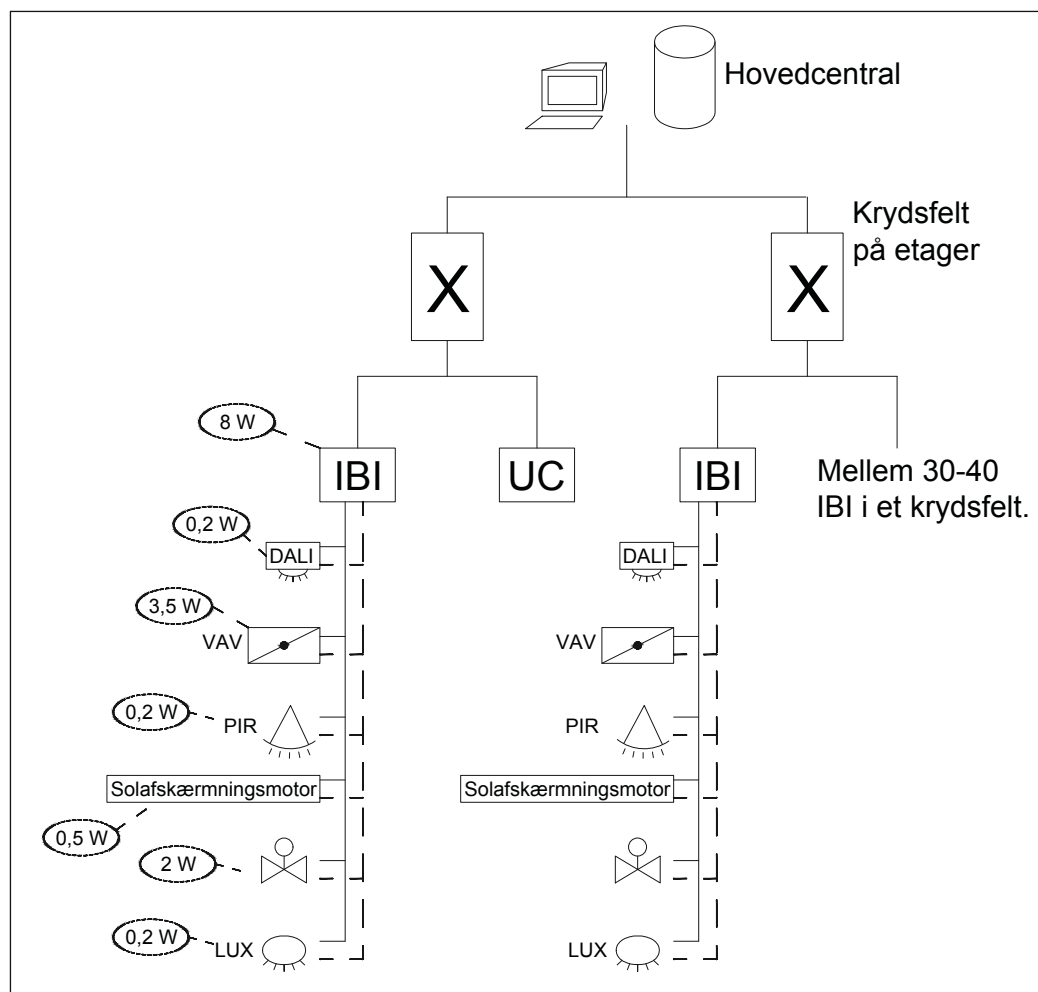 Hovedcentral
Krydsfelt
på etager
X
X
8 W
IBI
UC
IBI
Mellem 30-40
IBI i et krydsfelt.
0,2 W
DALI
DALI
3,5 W
VAV
VAV
0,2 W
PIR
PIR
Solafskærmningsmotor
Solafskærmningsmotor
0,5 W
2 W
0,2 W
LUX
LUX